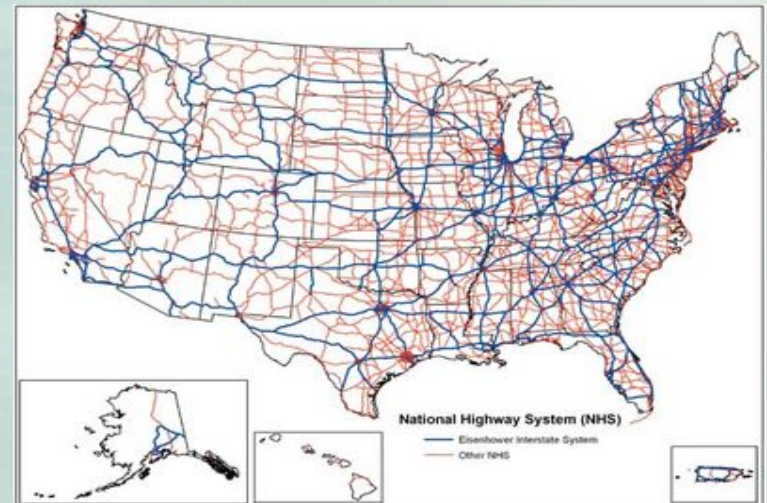 National Highway System (NHS)
Eisenhower Interstate System
Other NHS